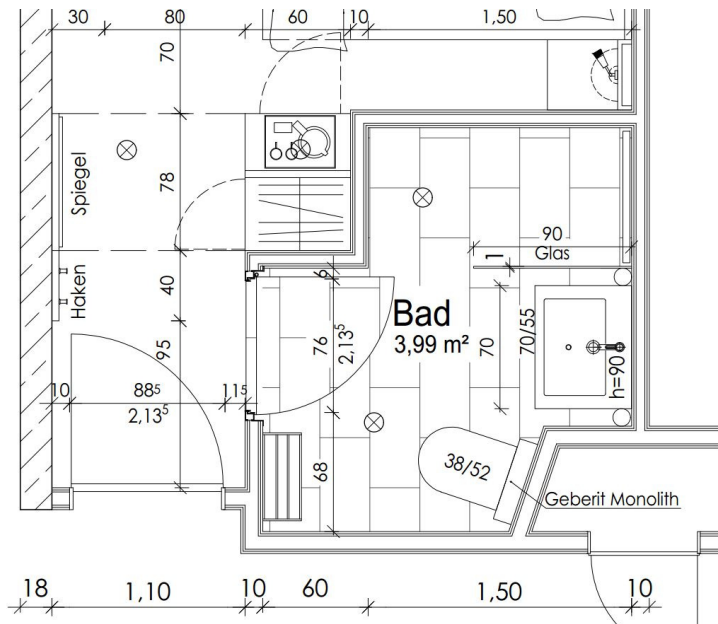 30 80 60 10 1,50
70
Spiegel
78
90
Glas
1
Haken
40
6
Bad
3,99 m²
76
2,13⁵
70
70/55
h=90
95
10 88⁵ 11⁵
2,13⁵
68
38/52
Geberit Monolith
18 1,10 10 60 1,50 10